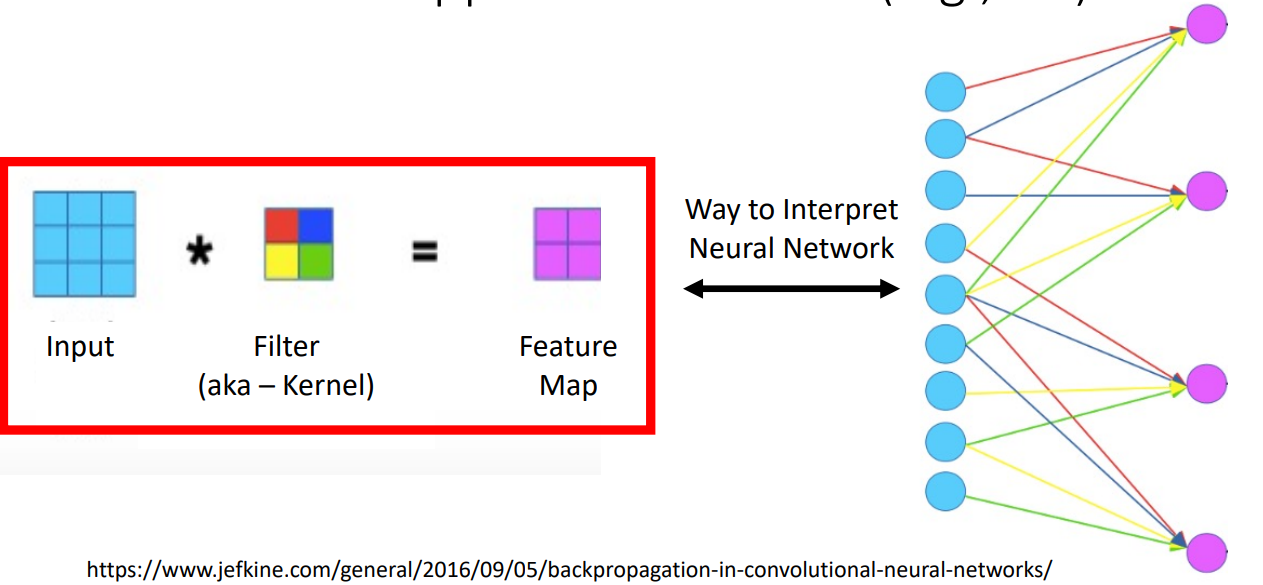 *
=
Input
Filter
(aka – Kernel)
Feature
Map
Way to Interpret
Neural Network
https://www.jefkine.com/general/2016/09/05/backpropagation-in-convolutional-neural-networks/